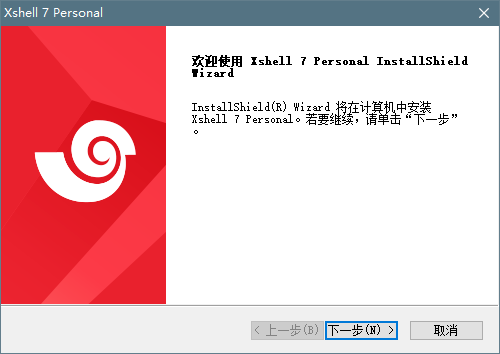 Xshell 7 Personal
欢迎使用 Xshell 7 Personal InstallShield
Wizard
InstallShield(R) Wizard 将在计算机中安装
Xshell 7 Personal。若要继续，请单击“下一步”
。
< 上一步(B)
下一步(N) >
取消